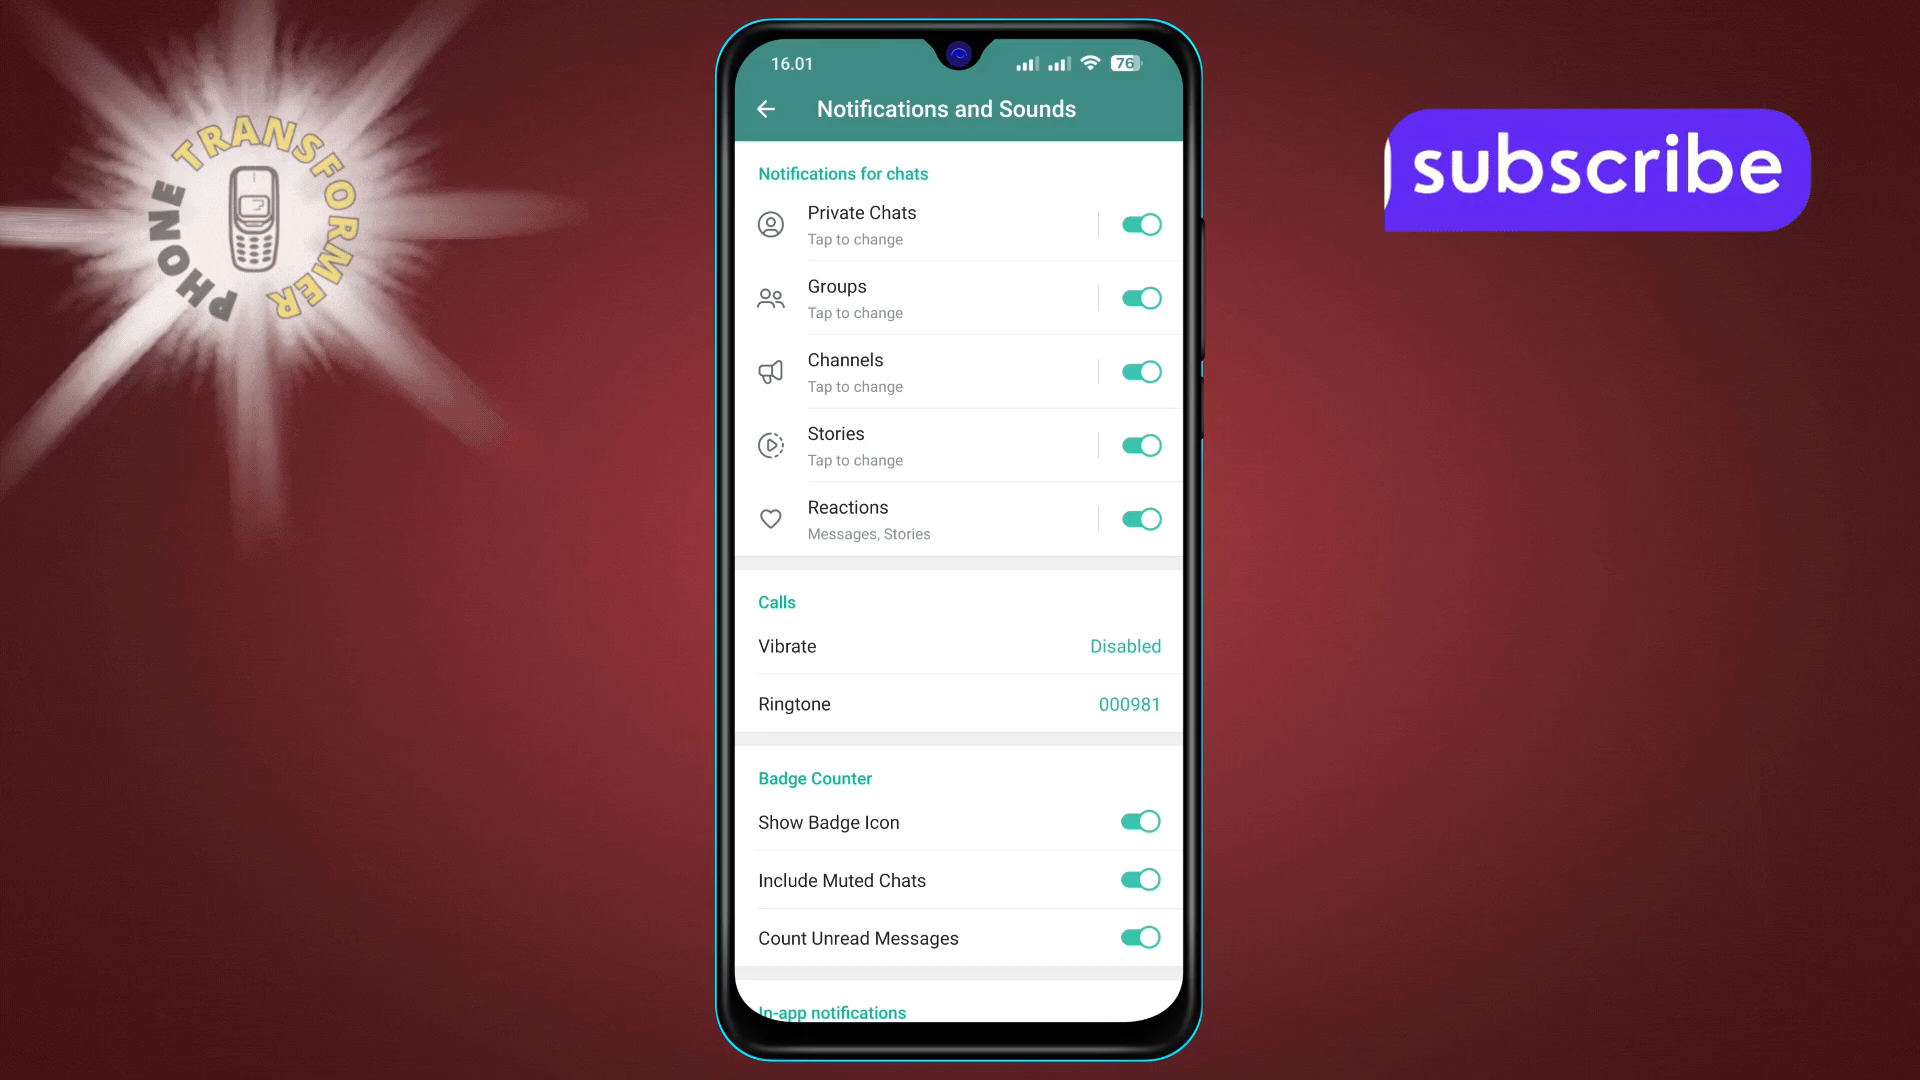 PHONE TRANSFORMER
16.01
76
Notifications and Sounds
Notifications for chats
Private Chats
Tap to change
Groups
Tap to change
Channels
Tap to change
Stories
Tap to change
Reactions
Messages, Stories
Calls
Vibrate Disabled
Ringtone 000981
Badge Counter
Show Badge Icon
Include Muted Chats
Count Unread Messages
In-app notifications
subscribe